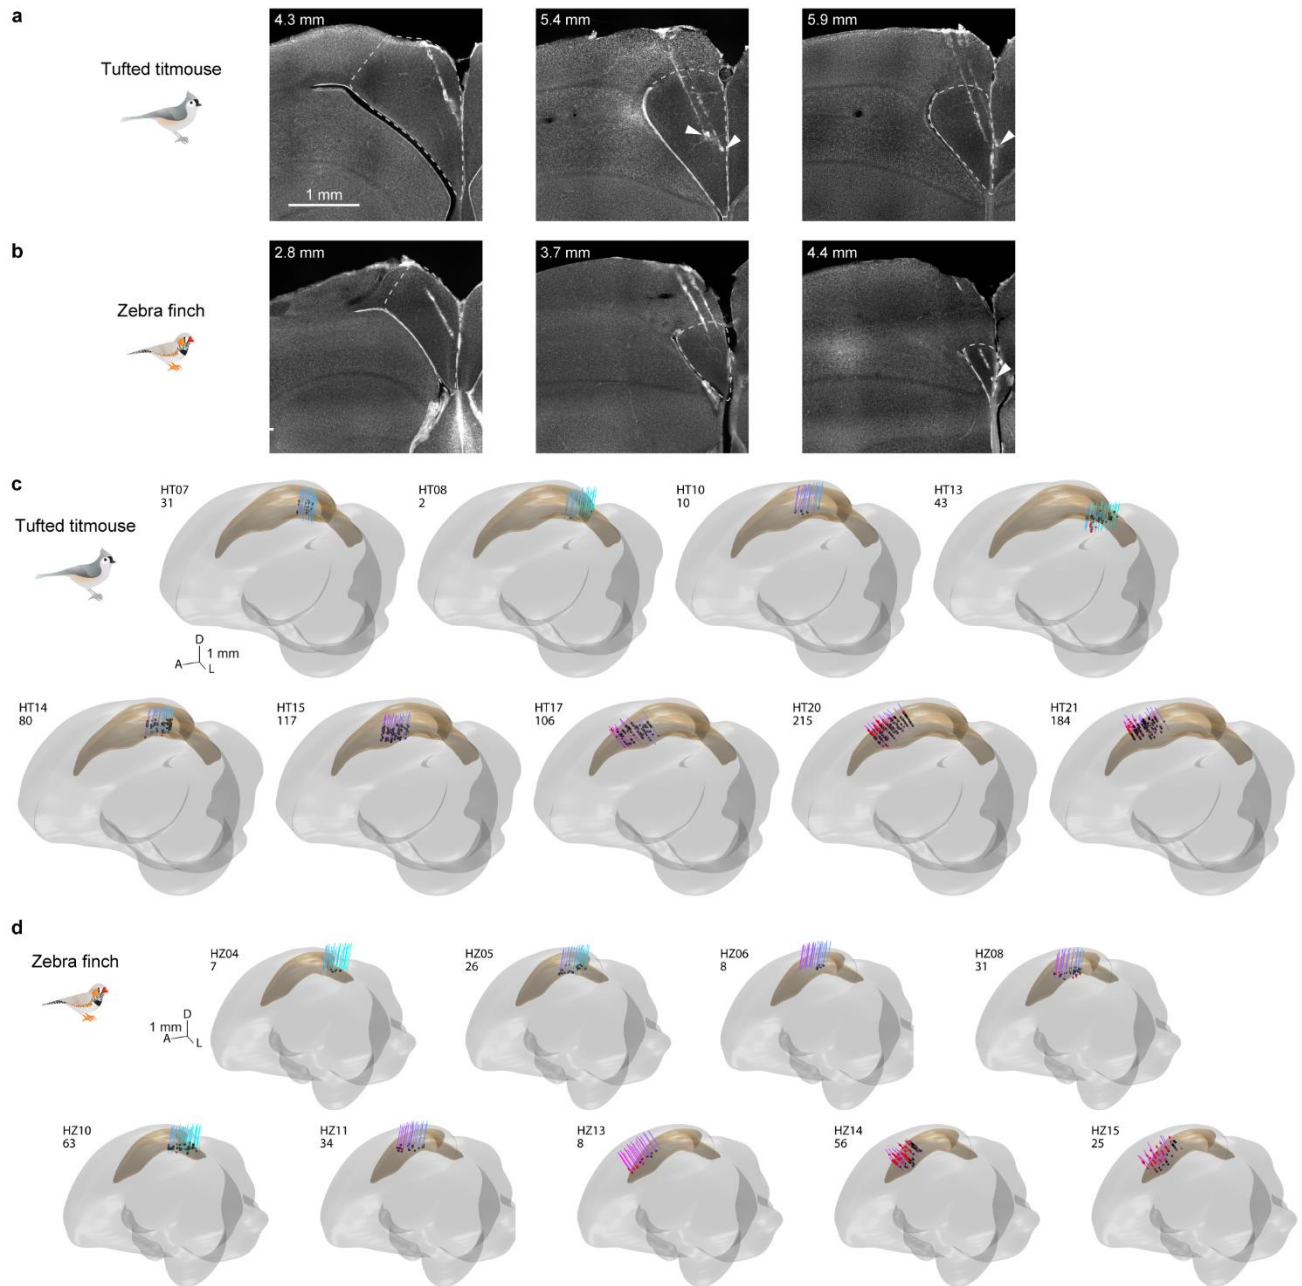 a
Tufted titmouse
4.3 mm
5.4 mm
5.9 mm
1 mm
b
Zebra finch
2.8 mm
3.7 mm
4.4 mm
c
Tufted titmouse
HT07
31
HT08
2
HT10
10
HT13
43
D
1 mm
A
L
HT14
80
HT15
117
HT17
106
HT20
215
HT21
184
d
Zebra finch
HZ04
7
HZ05
26
HZ06
8
HZ08
31
D
1 mm
A
L
HZ10
63
HZ11
34
HZ13
8
HZ14
56
HZ15
25